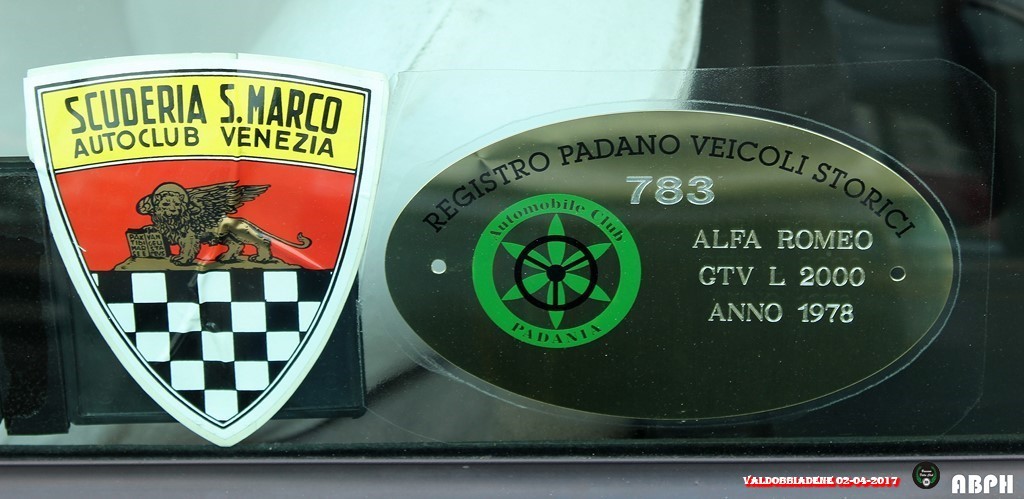 SCUDERIA S. MARCO
AUTOCLUB VENEZIA
REGISTRO PADANO VEICOLI STORICI
783
Automobile Club
PADANIA
ALFA ROMEO
GTV L 2000
ANNO 1978
VALDOBBIADENE 02-04-2017
ABPH